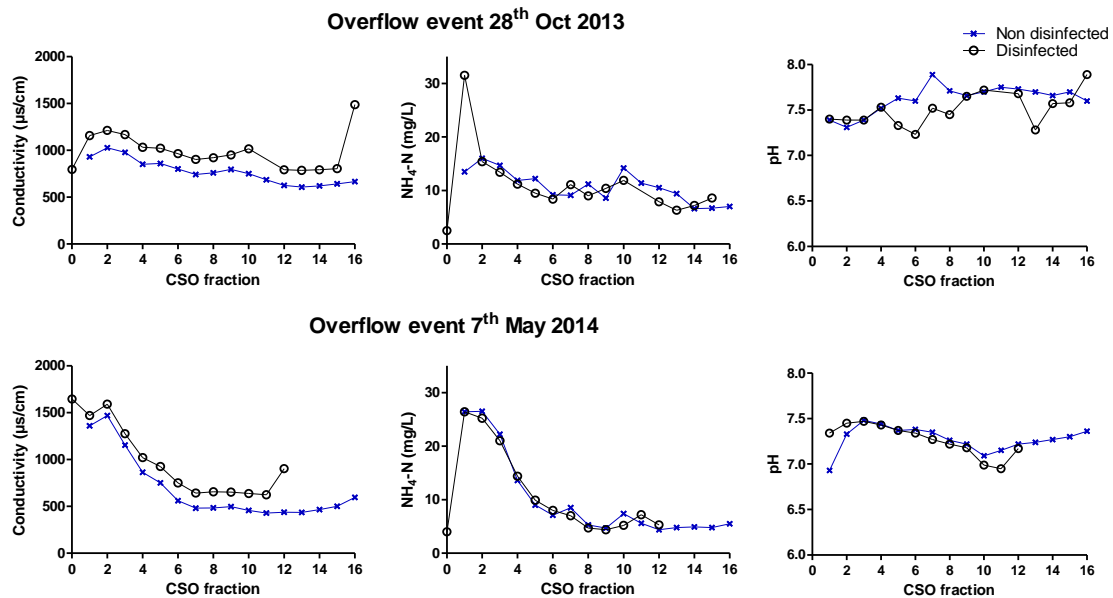 Overflow event 28th Oct 2013
Non disinfected
Disinfected
2000
1500
1000
500
0
Conductivity (µs/cm)
0 2 4 6 8 10 12 14 16
CSO fraction
30
20
10
0
NH4-N (mg/L)
0 2 4 6 8 10 12 14 16
CSO fraction
8.0
7.5
7.0
6.0
pH
0 2 4 6 8 10 12 14 16
CSO fraction
Overflow event 7th May 2014
2000
1500
1000
500
0
Conductivity (µs/cm)
0 2 4 6 8 10 12 14 16
CSO fraction
30
20
10
0
NH4-N (mg/L)
0 2 4 6 8 10 12 14 16
CSO fraction
8.0
7.5
7.0
6.0
pH
0 2 4 6 8 10 12 14 16
CSO fraction